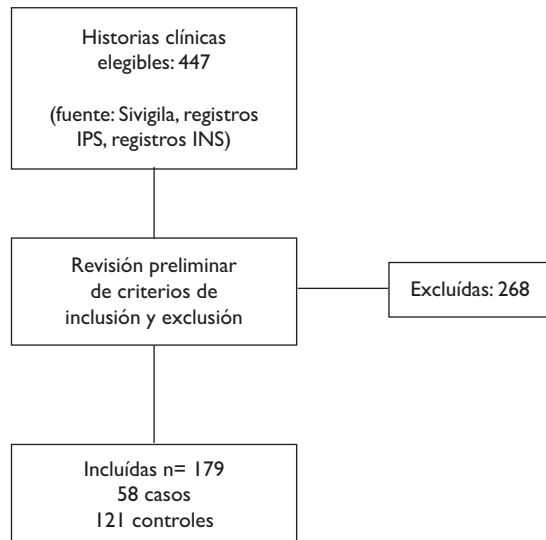 Historias clínicas
elegibles: 447
(fuente: Sivigila, registros
IPS, registros INS)
Revisión preliminar
de criterios de
inclusión y exclusión
Excluídas: 268
Incluídas n= 179
58 casos
121 controles